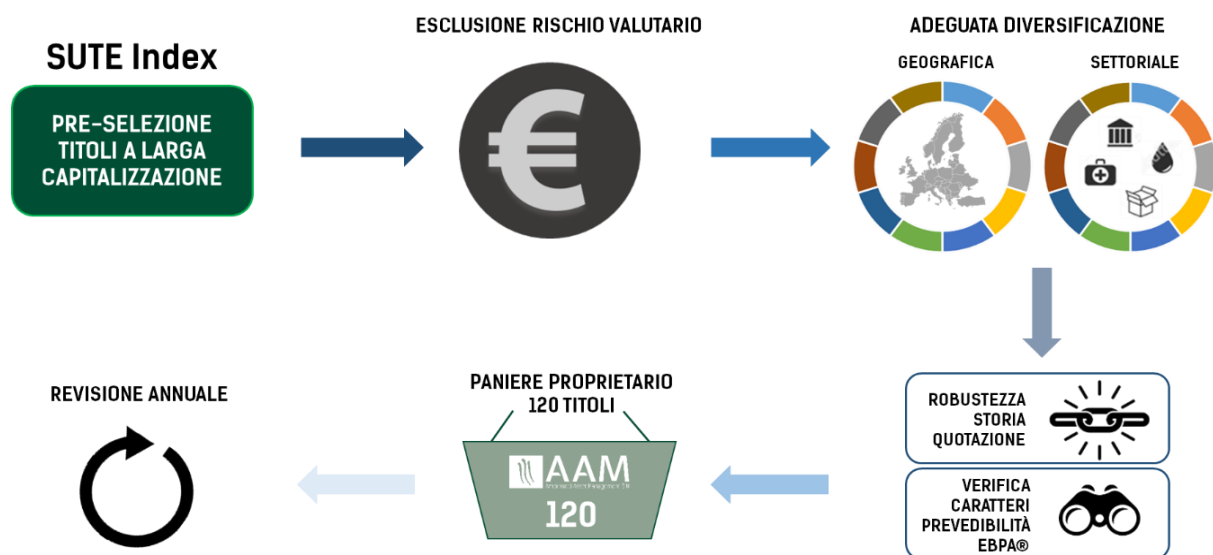 SUTE Index
PRE-SELEZIONE
TITOLI A LARGA
CAPITALIZZAZIONE
ESCLUSIONE RISCHIO VALUTARIO
€
ADEGUATA DIVERSIFICAZIONE
GEOGRAFICA
SETTORIALE
ROBUSTEZZA
STORIA
QUOTAZIONE
VERIFICA
CARATTERI
PREVEDIBILITÀ
EBPA®
PANIERE PROPRIETARIO
120 TITOLI
AAM
120
REVISIONE ANNUALE